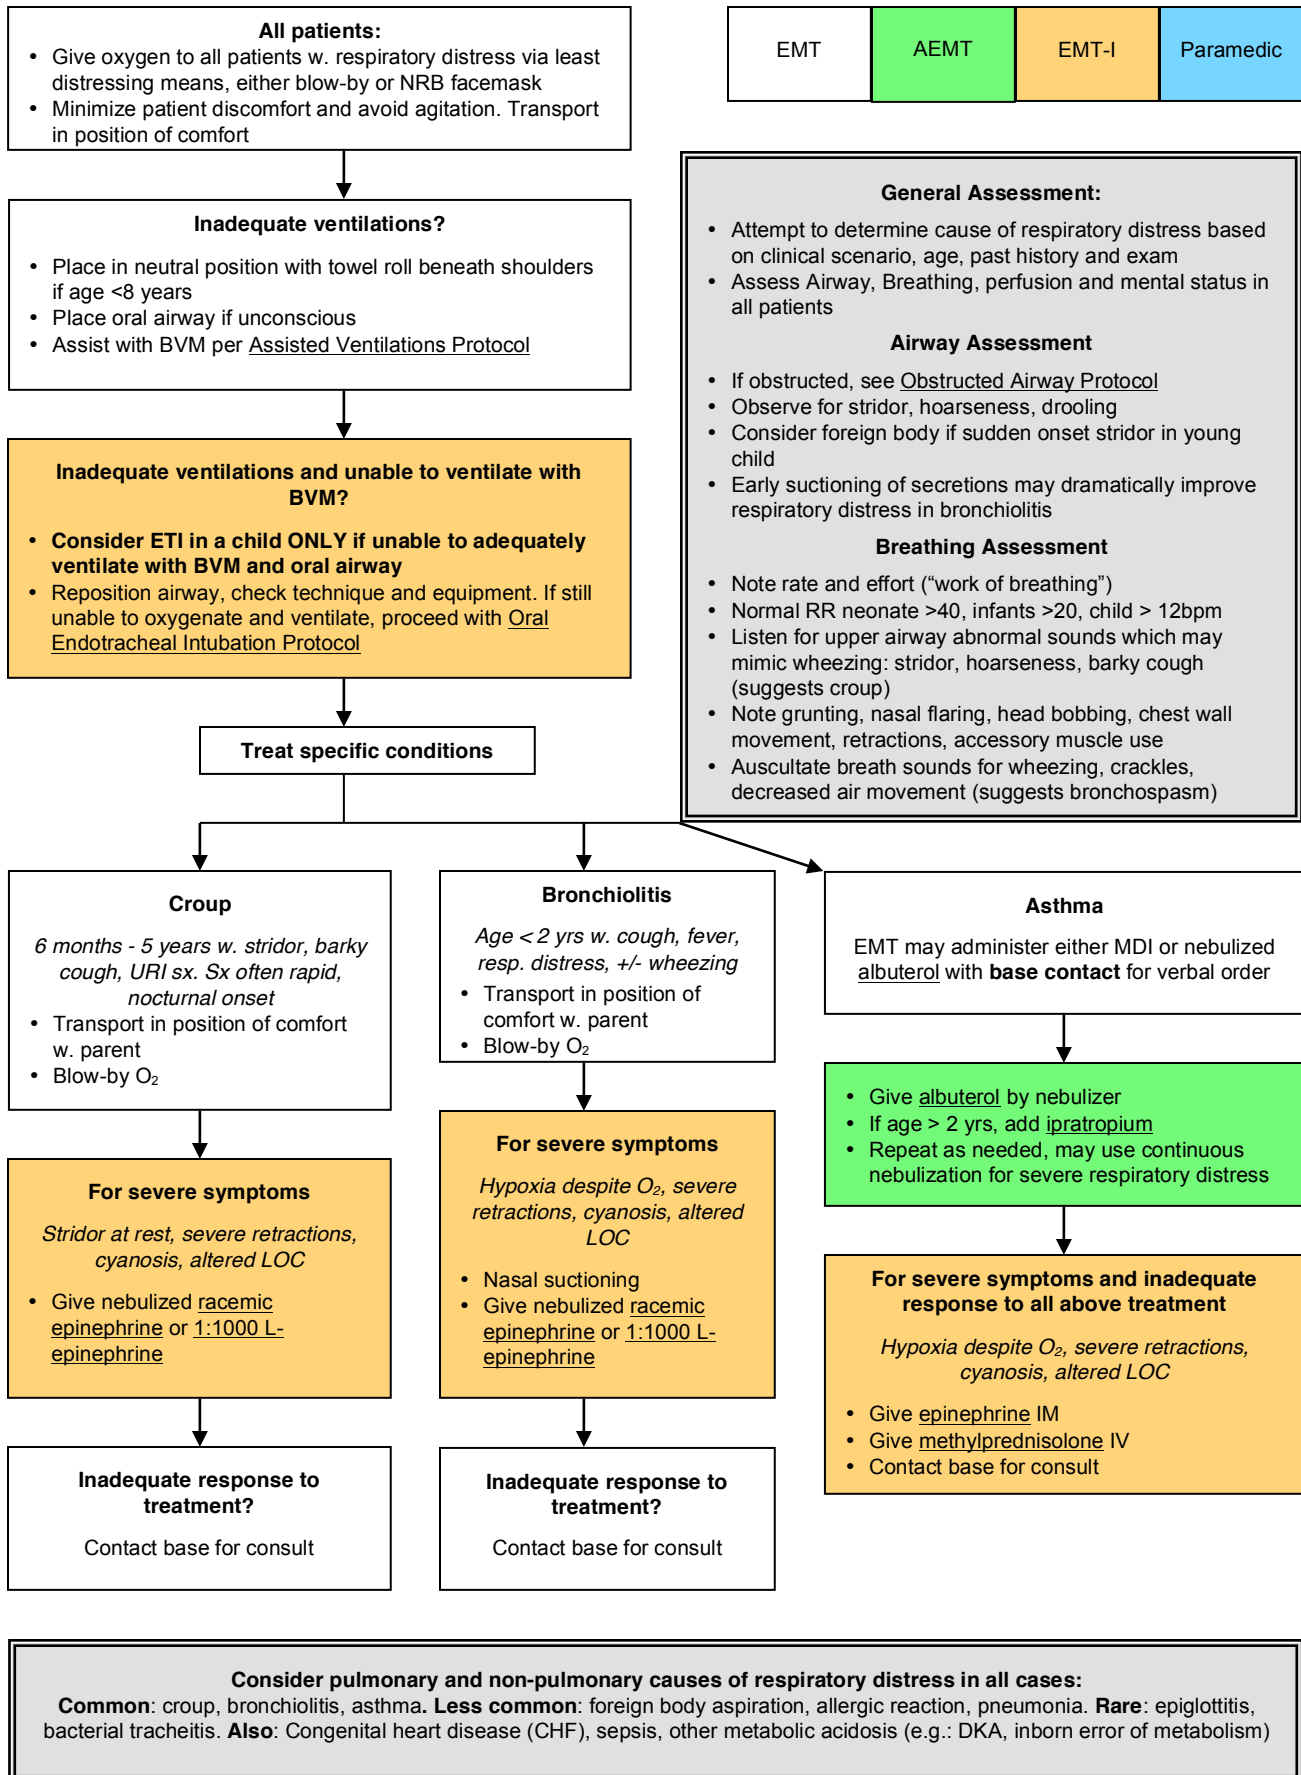 All patients:
• Give oxygen to all patients w. respiratory distress via least
distressing means, either blow-by or NRB facemask
• Minimize patient discomfort and avoid agitation. Transport
in position of comfort
EMT
AEMT
EMT-I
Paramedic
Inadequate ventilations?
• Place in neutral position with towel roll beneath shoulders
if age <8 years
• Place oral airway if unconscious
• Assist with BVM per Assisted Ventilations Protocol
Inadequate ventilations and unable to ventilate with
BVM?
• Consider ETI in a child ONLY if unable to adequately
ventilate with BVM and oral airway
• Reposition airway, check technique and equipment. If still
unable to oxygenate and ventilate, proceed with Oral
Endotracheal Intubation Protocol
General Assessment:
• Attempt to determine cause of respiratory distress based
on clinical scenario, age, past history and exam
• Assess Airway, Breathing, perfusion and mental status in
all patients
Airway Assessment
• If obstructed, see Obstructed Airway Protocol
• Observe for stridor, hoarseness, drooling
• Consider foreign body if sudden onset stridor in young
child
• Early suctioning of secretions may dramatically improve
respiratory distress in bronchiolitis
Breathing Assessment
• Note rate and effort (“work of breathing”)
• Normal RR neonate >40, infants >20, child > 12bpm
• Listen for upper airway abnormal sounds which may
mimic wheezing: stridor, hoarseness, barky cough
(suggests croup)
• Note grunting, nasal flaring, head bobbing, chest wall
movement, retractions, accessory muscle use
• Auscultate breath sounds for wheezing, crackles,
decreased air movement (suggests bronchospasm)
Treat specific conditions
Croup
6 months - 5 years w. stridor, barky
cough, URI sx. Sx often rapid,
nocturnal onset
• Transport in position of comfort
w. parent
• Blow-by O₂
For severe symptoms
Stridor at rest, severe retractions,
cyanosis, altered LOC
• Give nebulized racemic
epinephrine or 1:1000 L-
epinephrine
Inadequate response to
treatment?
Contact base for consult
Bronchiolitis
Age < 2 yrs w. cough, fever,
resp. distress, +/- wheezing
• Transport in position of
comfort w. parent
• Blow-by O₂
For severe symptoms
Hypoxia despite O₂, severe
retractions, cyanosis, altered
LOC
• Nasal suctioning
• Give nebulized racemic
epinephrine or 1:1000 L-
epinephrine
Inadequate response to
treatment?
Contact base for consult
Asthma
EMT may administer either MDI or nebulized
albuterol with base contact for verbal order
• Give albuterol by nebulizer
• If age > 2 yrs, add ipratropium
• Repeat as needed, may use continuous
nebulization for severe respiratory distress
For severe symptoms and inadequate
response to all above treatment
Hypoxia despite O₂, severe retractions,
cyanosis, altered LOC
• Give epinephrine IM
• Give methylprednisolone IV
• Contact base for consult
Consider pulmonary and non-pulmonary causes of respiratory distress in all cases:
Common: croup, bronchiolitis, asthma. Less common: foreign body aspiration, allergic reaction, pneumonia. Rare: epiglottitis,
bacterial tracheitis. Also: Congenital heart disease (CHF), sepsis, other metabolic acidosis (e.g.: DKA, inborn error of metabolism)